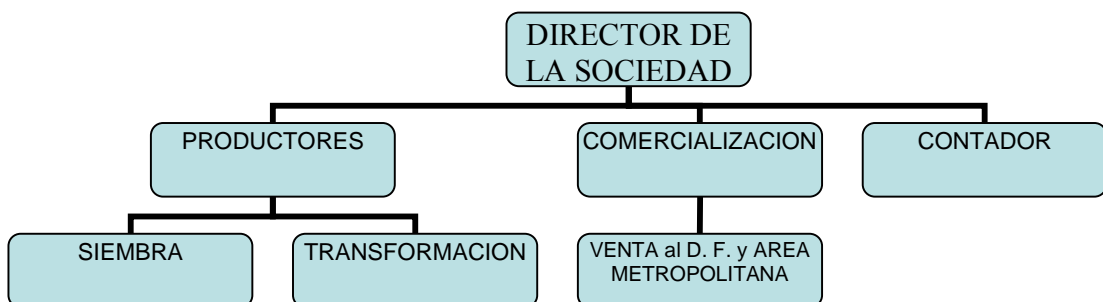 DIRECTOR DE
LA SOCIEDAD
PRODUCTORES
COMERCIALIZACION
CONTADOR
SIEMBRA
TRANSFORMACION
VENTA al D. F. y AREA
METROPOLITANA